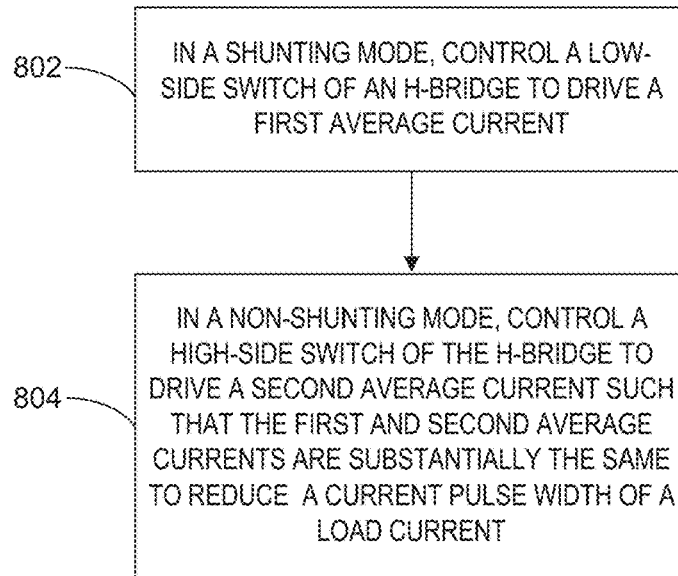 802
IN A SHUNTING MODE, CONTROL A LOW-
SIDE SWITCH OF AN H-BRIDGE TO DRIVE A
FIRST AVERAGE CURRENT
804
IN A NON-SHUNTING MODE, CONTROL A
HIGH-SIDE SWITCH OF THE H-BRIDGE TO
DRIVE A SECOND AVERAGE CURRENT SUCH
THAT THE FIRST AND SECOND AVERAGE
CURRENTS ARE SUBSTANTIALLY THE SAME
TO REDUCE A CURRENT PULSE WIDTH OF A
LOAD CURRENT